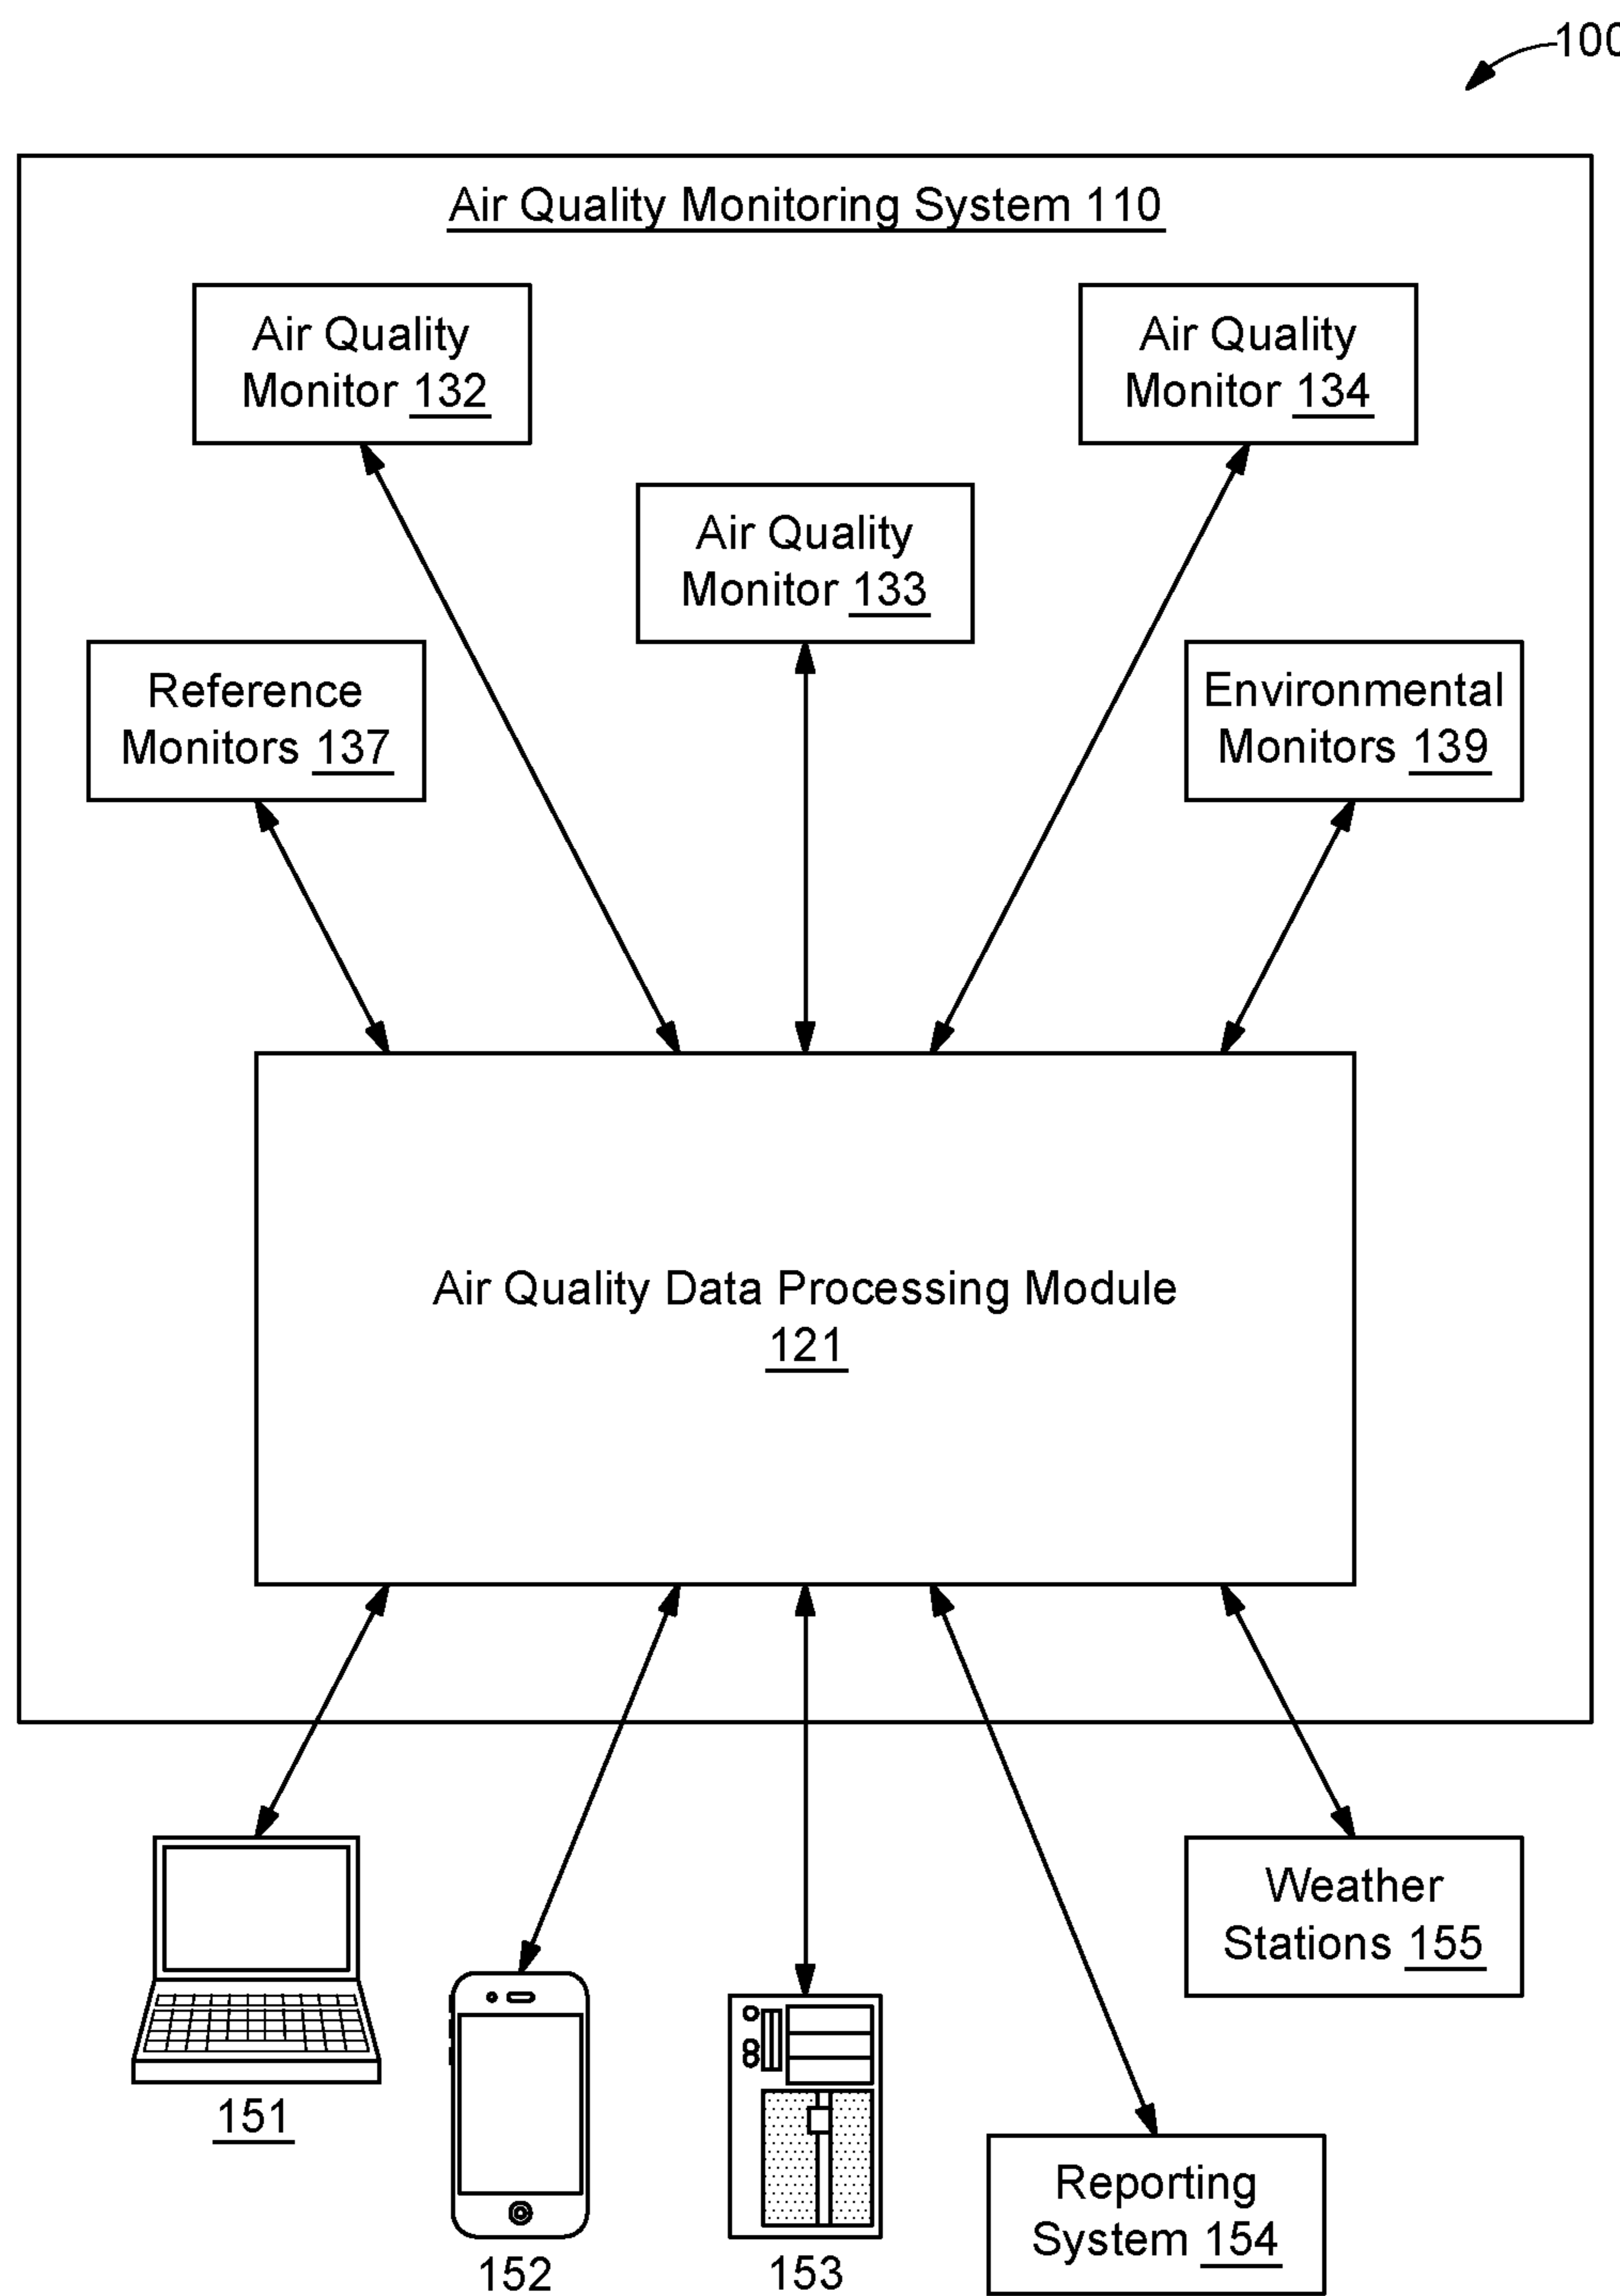 100
Air Quality Monitoring System 110
Air Quality
Monitor 132
Air Quality
Monitor 134
Air Quality
Monitor 133
Reference
Monitors 137
Environmental
Monitors 139
Air Quality Data Processing Module
121
Weather
Stations 155
151
Reporting
System 154
152
153